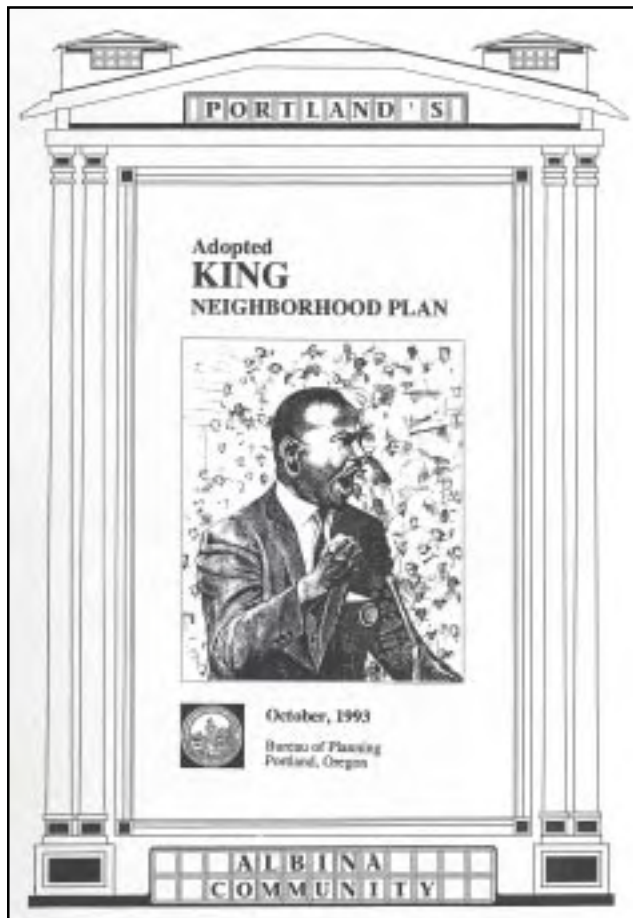 PORTLAND'S
Adopted
KING
NEIGHBORHOOD PLAN
October, 1993
Bureau of Planning
Portland, Oregon
ALBINA
COMMUNITY